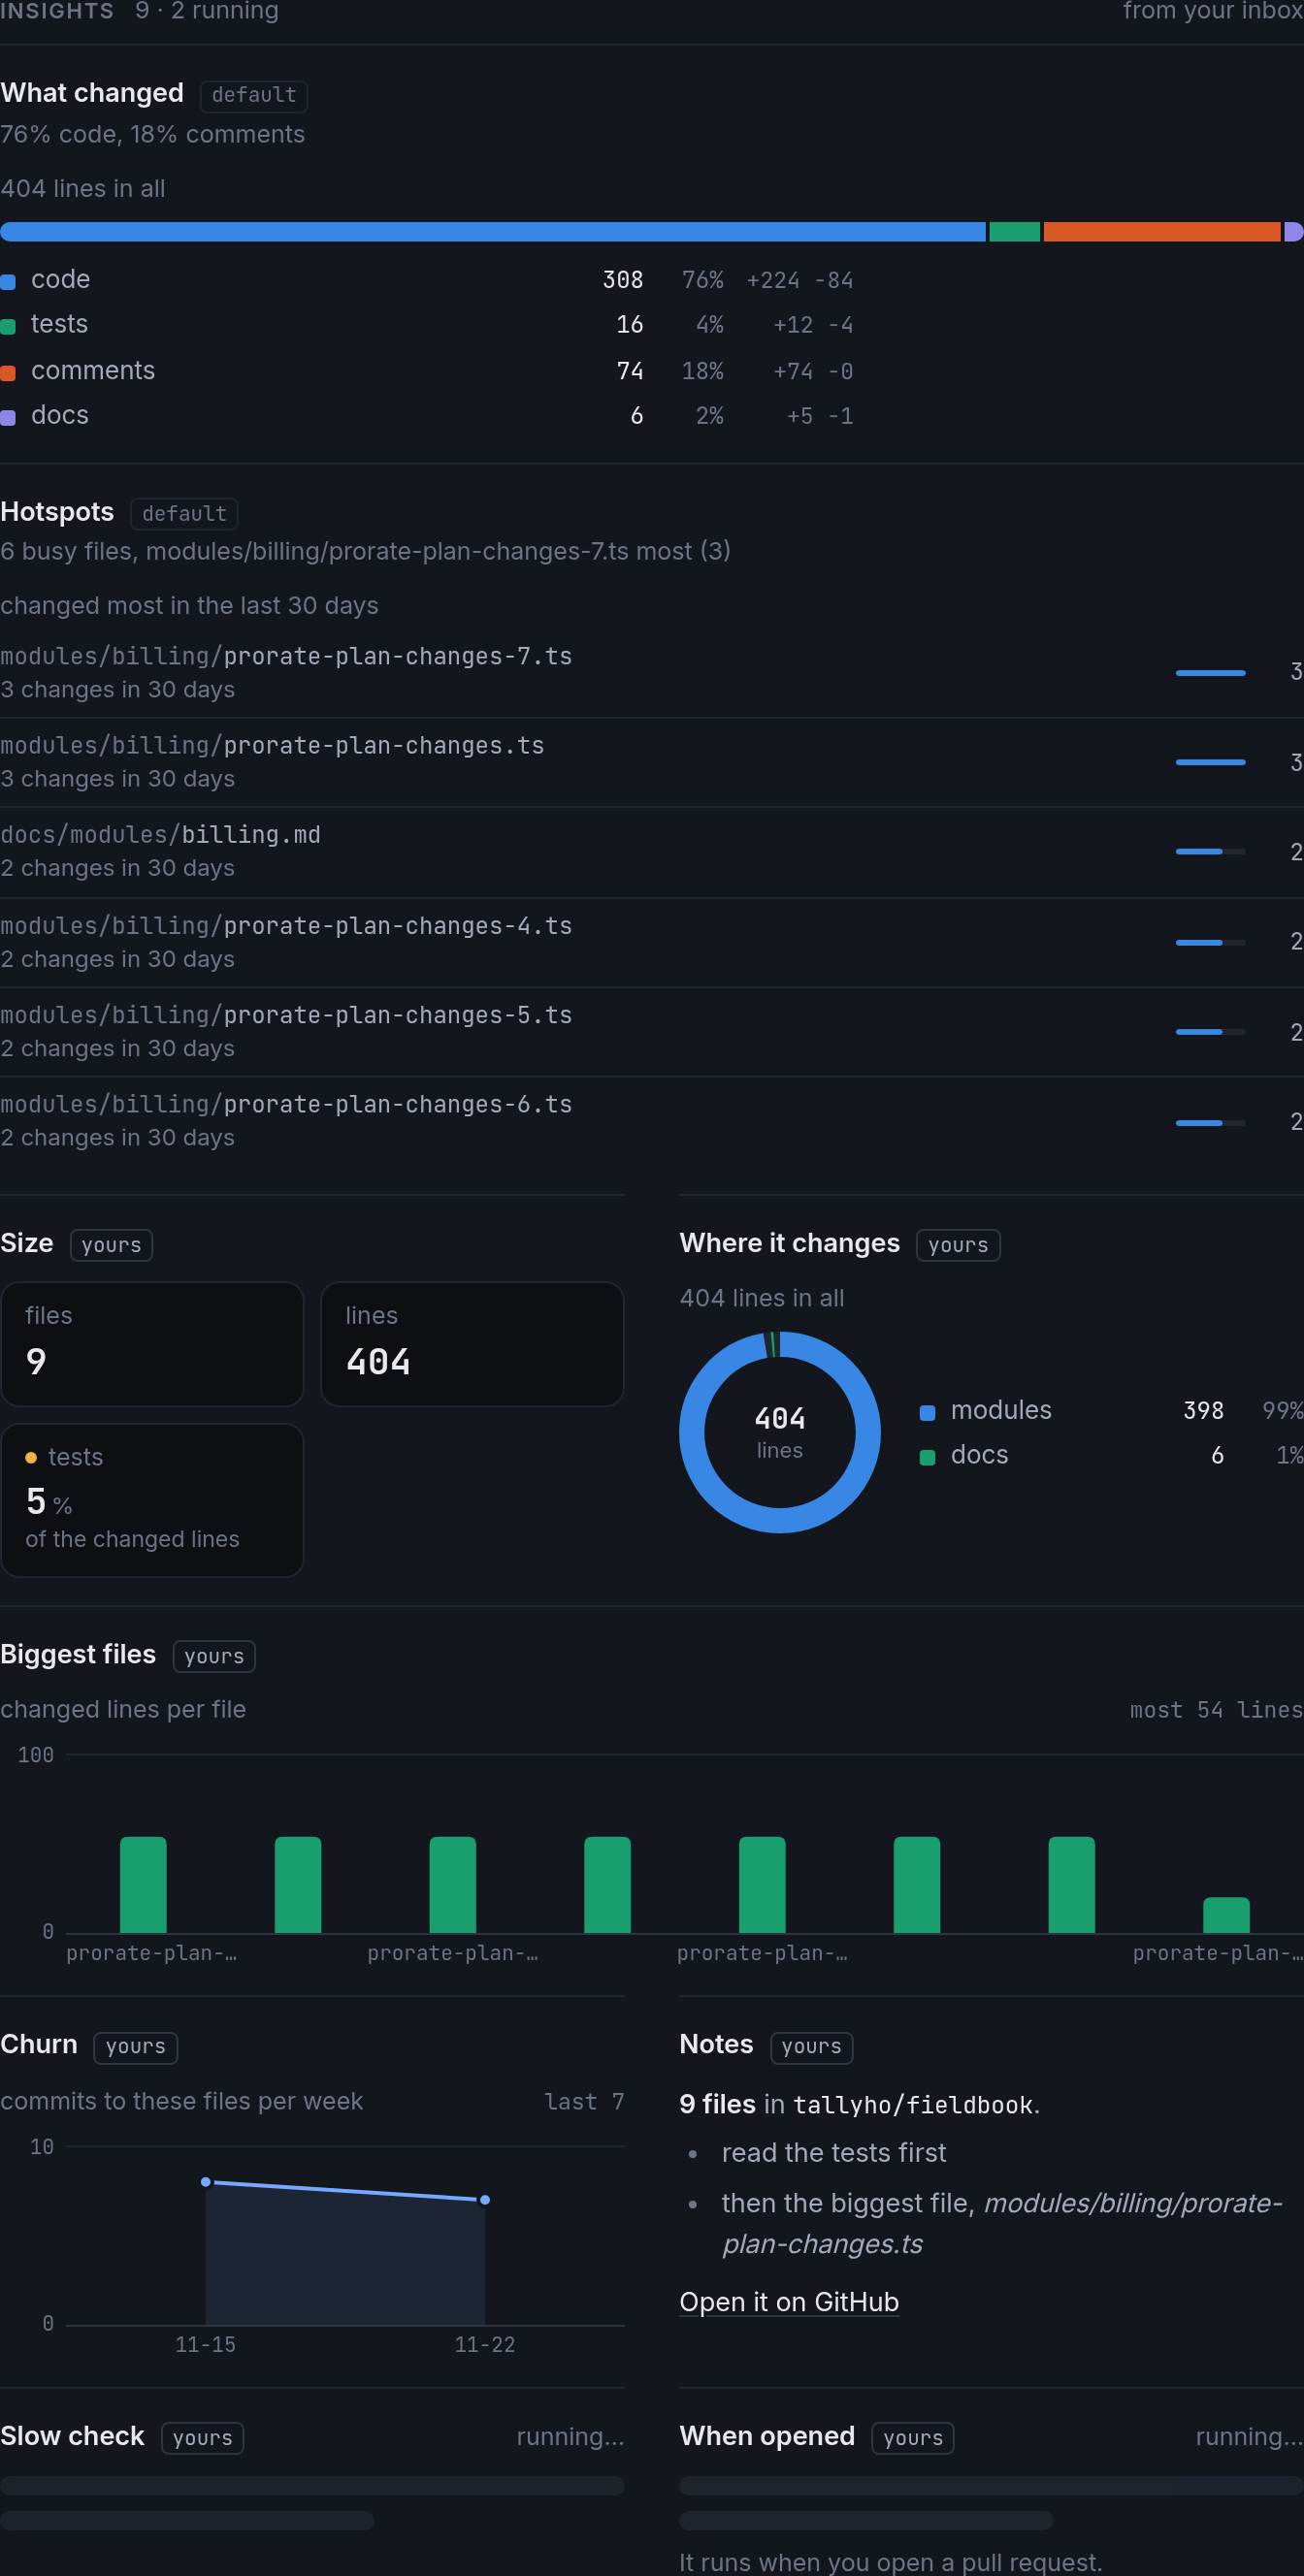 INSIGHTS 9 · 2 running from your inbox
What changed default
76% code, 18% comments
404 lines in all
code 308 76% +224 -84
tests 16 4% +12 -4
comments 74 18% +74 -0
docs 6 2% +5 -1
Hotspots default
6 busy files, modules/billing/prorate-plan-changes-7.ts most (3)
changed most in the last 30 days
modules/billing/prorate-plan-changes-7.ts
3 changes in 30 days 3
modules/billing/prorate-plan-changes.ts
3 changes in 30 days 3
docs/modules/billing.md
2 changes in 30 days 2
modules/billing/prorate-plan-changes-4.ts
2 changes in 30 days 2
modules/billing/prorate-plan-changes-5.ts
2 changes in 30 days 2
modules/billing/prorate-plan-changes-6.ts
2 changes in 30 days 2
Size yours
files
9
lines
404
tests
5 %
of the changed lines
Where it changes yours
404 lines in all
404
lines
modules 398 99%
docs 6 1%
Biggest files yours
changed lines per file most 54 lines
100
0
prorate-plan-… prorate-plan-… prorate-plan-… prorate-plan-…
Churn yours
commits to these files per week last 7
10
0
11-15 11-22
Notes yours
9 files in tallyho/fieldbook.
• read the tests first
• then the biggest file, modules/billing/prorate-
plan-changes.ts
Open it on GitHub
Slow check yours running…
When opened yours running…
It runs when you open a pull request.